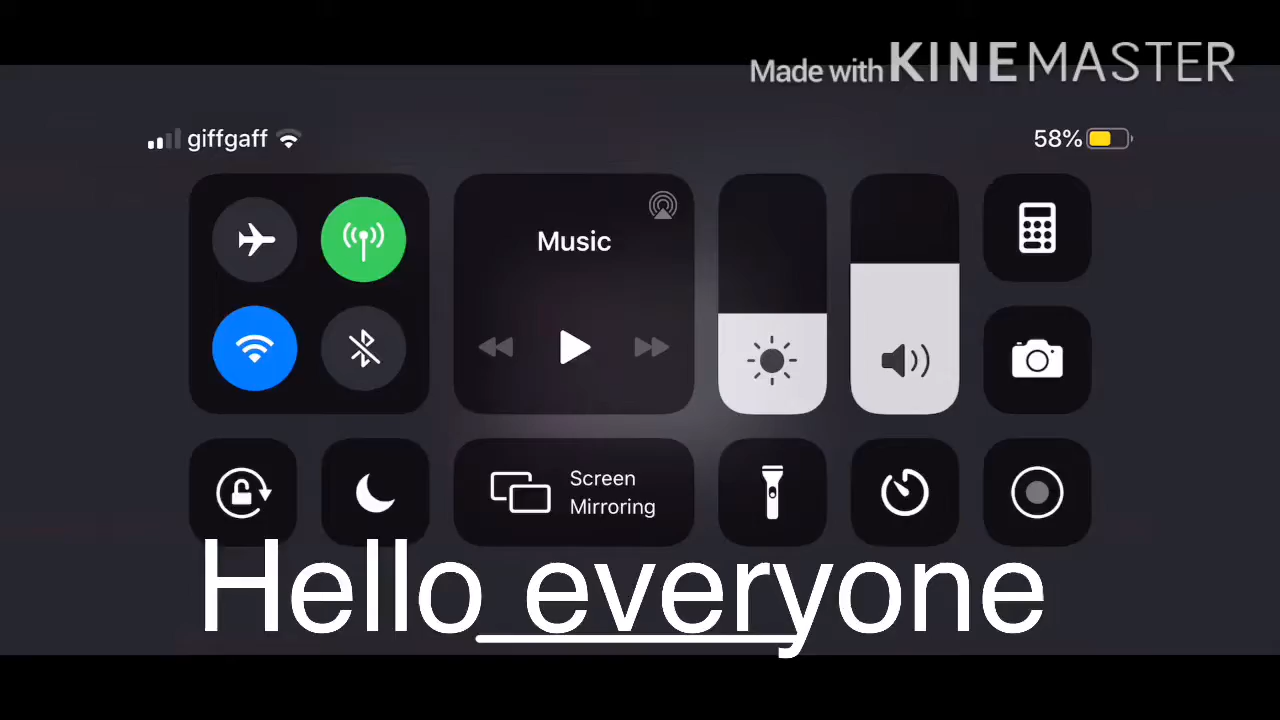 Made with KINEMASTER
giffgaff
58%
Music
Screen
Mirroring
Hello everyone